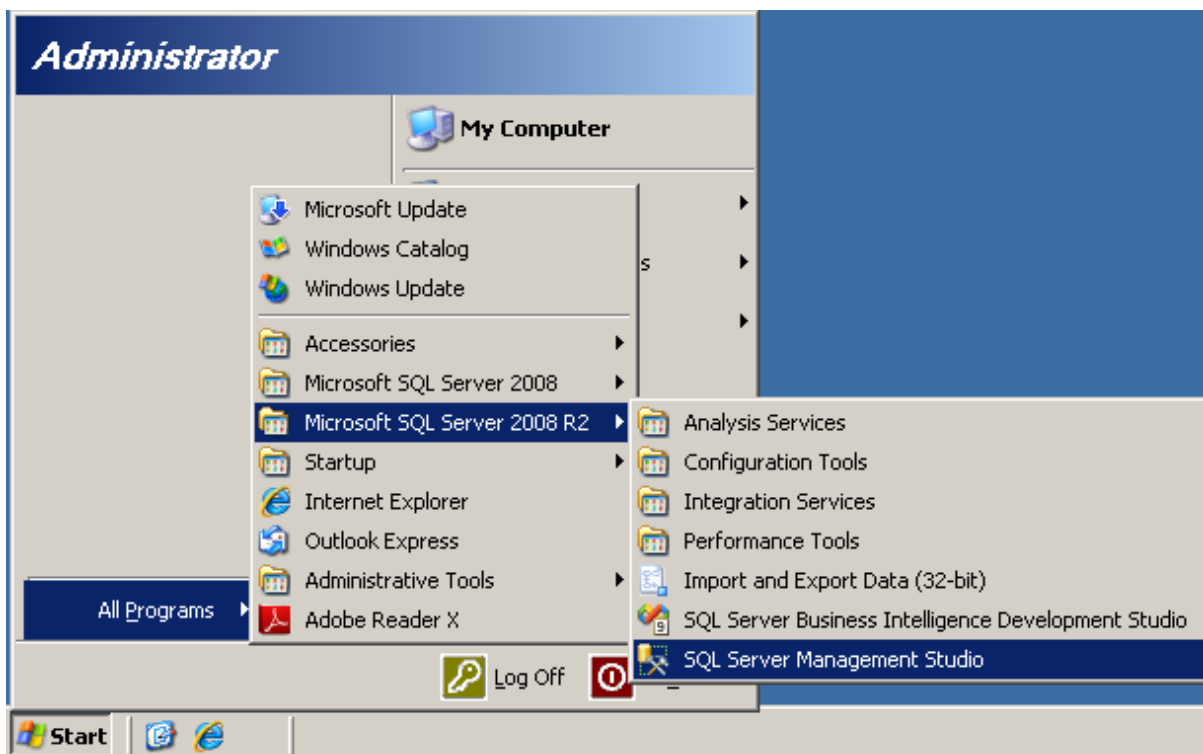 Administrator
My Computer
Microsoft Update
Windows Catalog
s
Windows Update
Accessories
Microsoft SQL Server 2008
Microsoft SQL Server 2008 R2
Startup
Internet Explorer
Outlook Express
Administrative Tools
Adobe Reader X
Analysis Services
Configuration Tools
Integration Services
Performance Tools
Import and Export Data (32-bit)
SQL Server Business Intelligence Development Studio
SQL Server Management Studio
All Programs
Log Off
Start